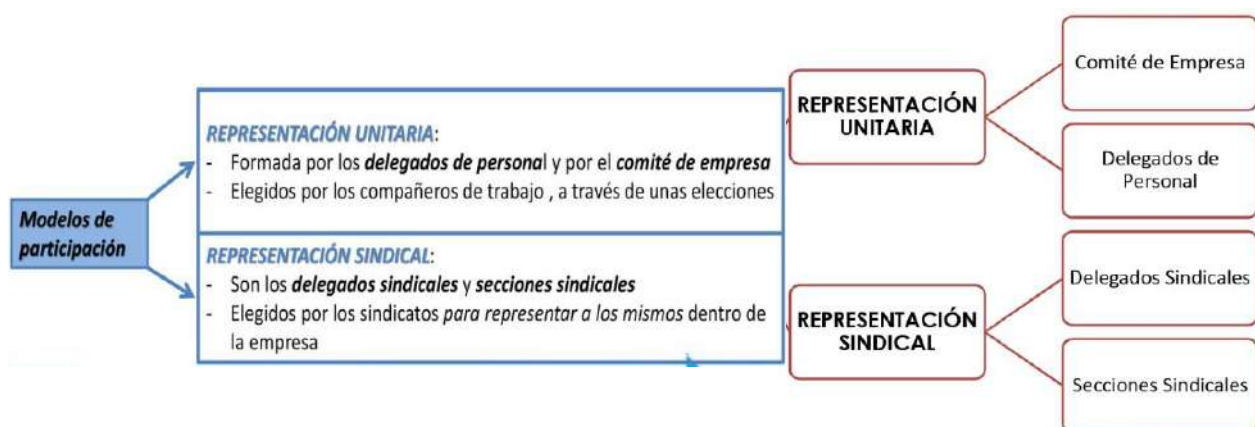 Modelos de
participación
REPRESENTACIÓN UNITARIA:
- Formada por los delegados de personal y por el comité de empresa
- Elegidos por los compañeros de trabajo , a través de unas elecciones
REPRESENTACIÓN SINDICAL:
- Son los delegados sindicales y secciones sindicales
- Elegidos por los sindicatos para representar a los mismos dentro de
la empresa
REPRESENTACIÓN
UNITARIA
Comité de Empresa
Delegados de
Personal
REPRESENTACIÓN
SINDICAL
Delegados Sindicales
Secciones Sindicales